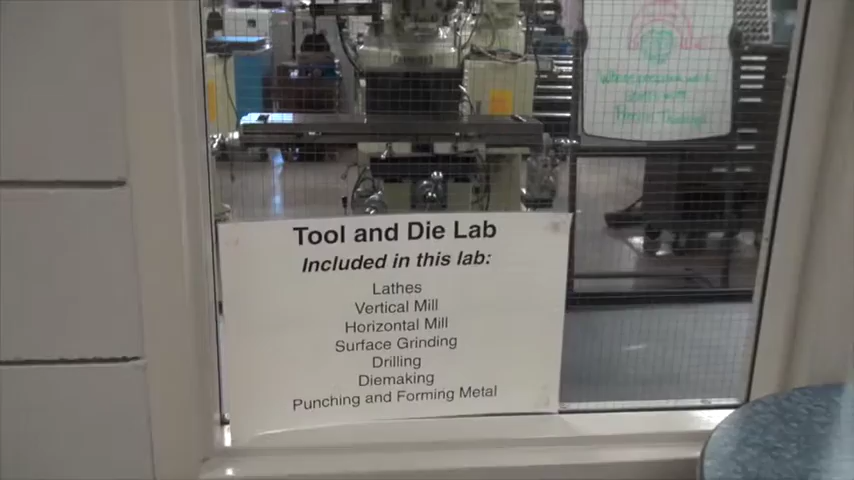 Tool and Die Lab
Included in this lab:
Lathes
Vertical Mill
Horizontal Mill
Surface Grinding
Drilling
Diemaking
Punching and Forming Metal